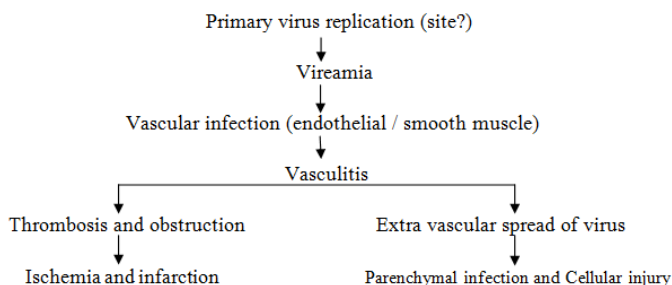 Primary virus replication (site?)
Vireamia
Vascular infection (endothelial / smooth muscle)
Vasculitis
Thrombosis and obstruction
Extra vascular spread of virus
Ischemia and infarction
Parenchymal infection and Cellular injury